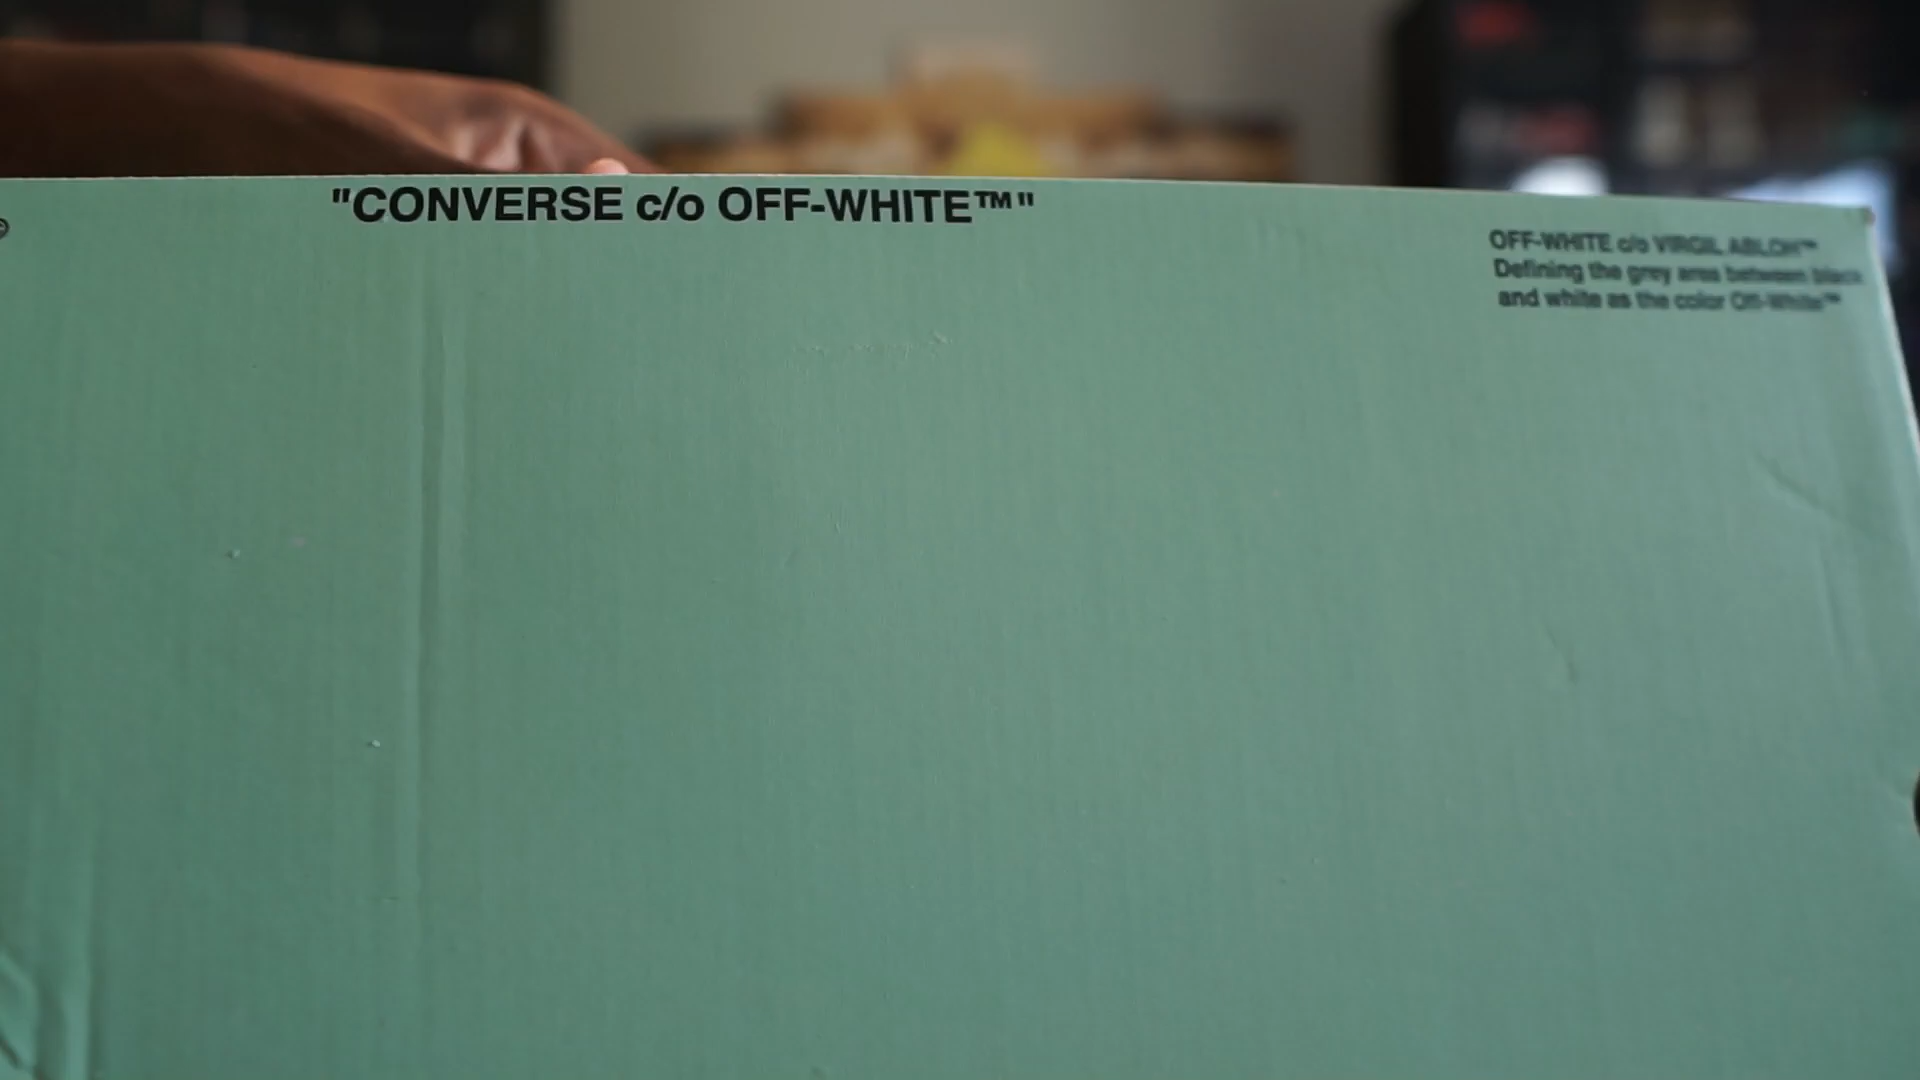 "CONVERSE c/o OFF-WHITE™"
OFF-WHITE c/o VIRGIL ABLOH™
Defining the grey area between black
and white as the color Off-White™